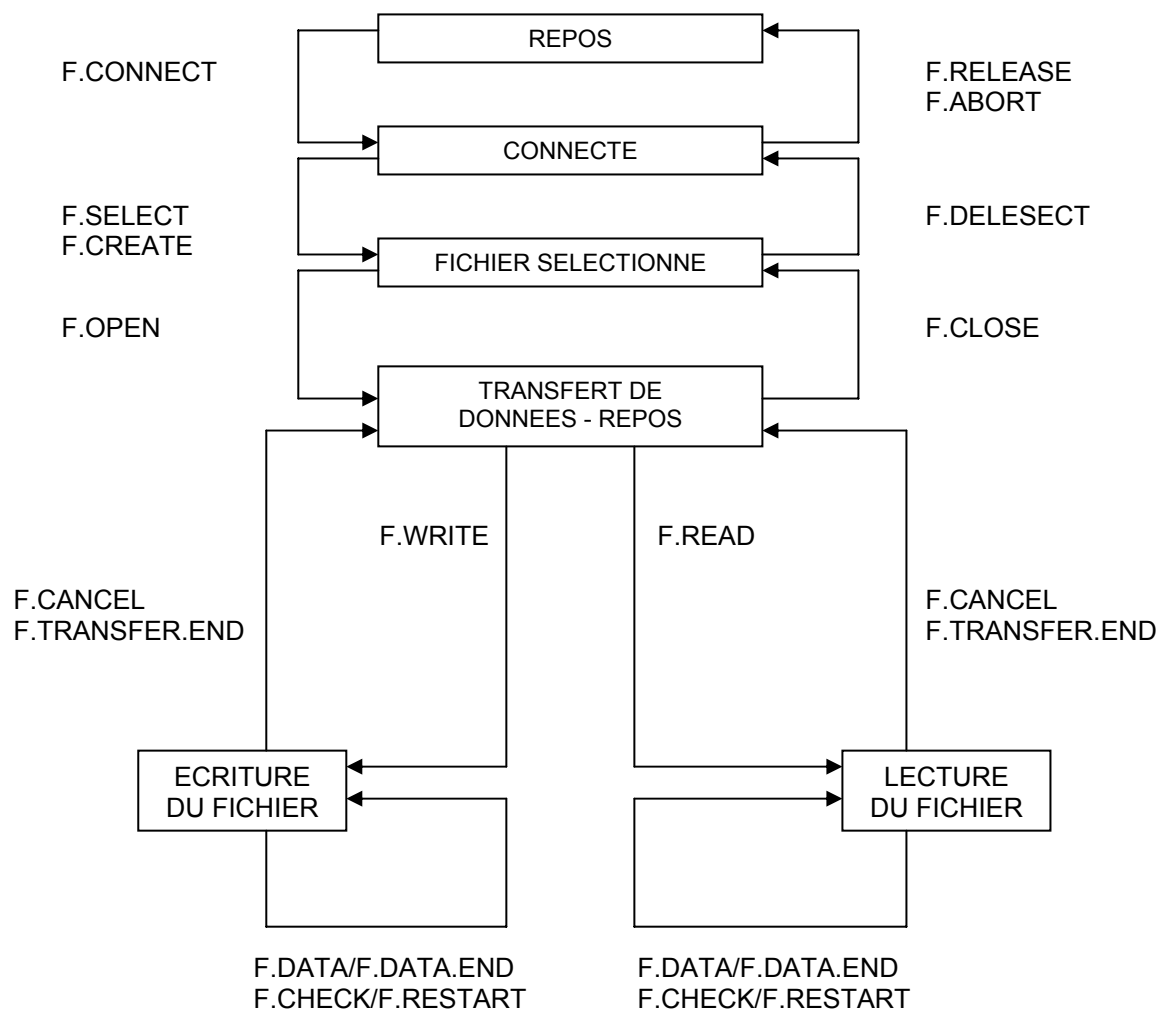 REPOS
F.CONNECT
F.RELEASE
F.ABORT
CONNECTE
F.SELECT
F.CREATE
F.DELESECT
FICHIER SELECTIONNE
F.OPEN
F.CLOSE
TRANSFERT DE
DONNEES - REPOS
F.WRITE
F.READ
F.CANCEL
F.TRANSFER.END
F.CANCEL
F.TRANSFER.END
ECRITURE
DU FICHIER
LECTURE
DU FICHIER
F.DATA/F.DATA.END
F.CHECK/F.RESTART
F.DATA/F.DATA.END
F.CHECK/F.RESTART